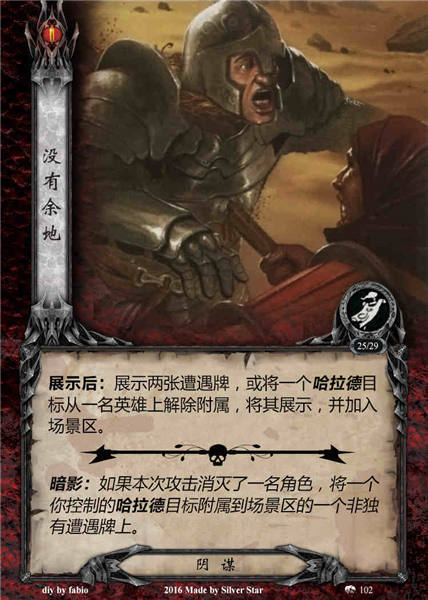 没有余地
25/29
展示后：展示两张遭遇牌，或将一个哈拉德目
标从一名英雄上解除附属，将其展示，并加入
场景区。
暗影：如果本次攻击消灭了一名角色，将一个
你控制的哈拉德目标附属到场景区的一个非独
有遭遇牌上。
阴谋
diy by fabio
2016 Made by Silver Star
102